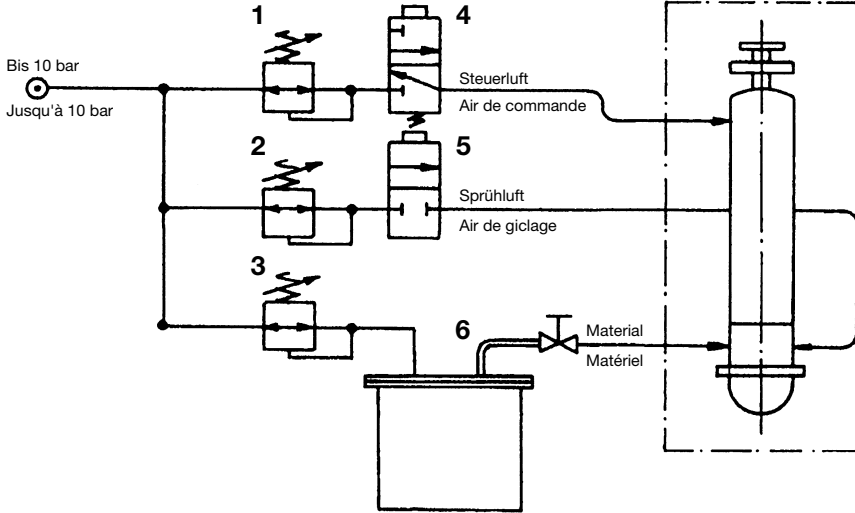 1
4
Bis 10 bar
Jusqu'à 10 bar
Steuerluft
Air de commande
2
5
Sprühluft
Air de giclage
3
6
Material
Matériel